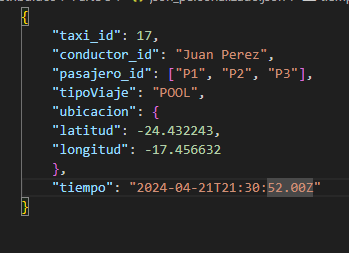 {
"taxi_id": 17,
"conductor_id": "Juan Perez",
"pasajero_id": ["P1", "P2", "P3"],
"tipoViaje": "POOL",
"ubicacion": {
"latitud": -24.432243,
"longitud": -17.456632
},
"tiempo": "2024-04-21T21:30:52.00Z"
}